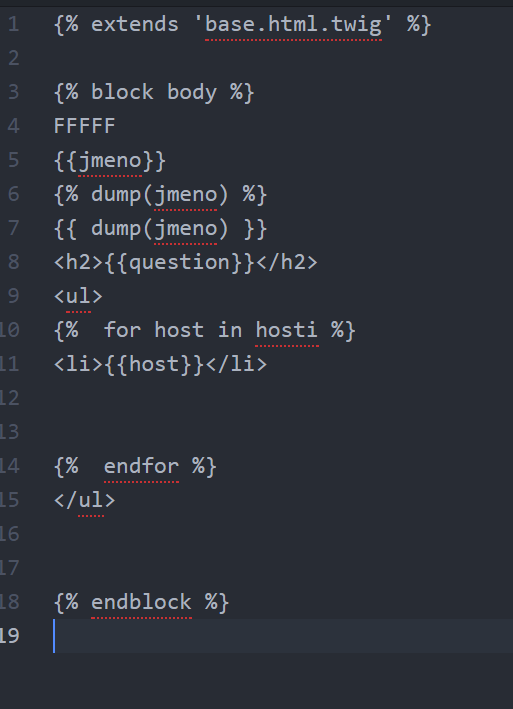 1 {% extends 'base.html.twig' %}
2
3 {% block body %}
4 FFFFF
5 {{jmeno}}
6 {% dump(jmeno) %}
7 {{ dump(jmeno) }}
8 <h2>{{question}}</h2>
9 <ul>
10 {%  for host in hosti %}
11 <li>{{host}}</li>
12
13
14 {%  endfor %}
15 </ul>
16
17
18 {% endblock %}
19